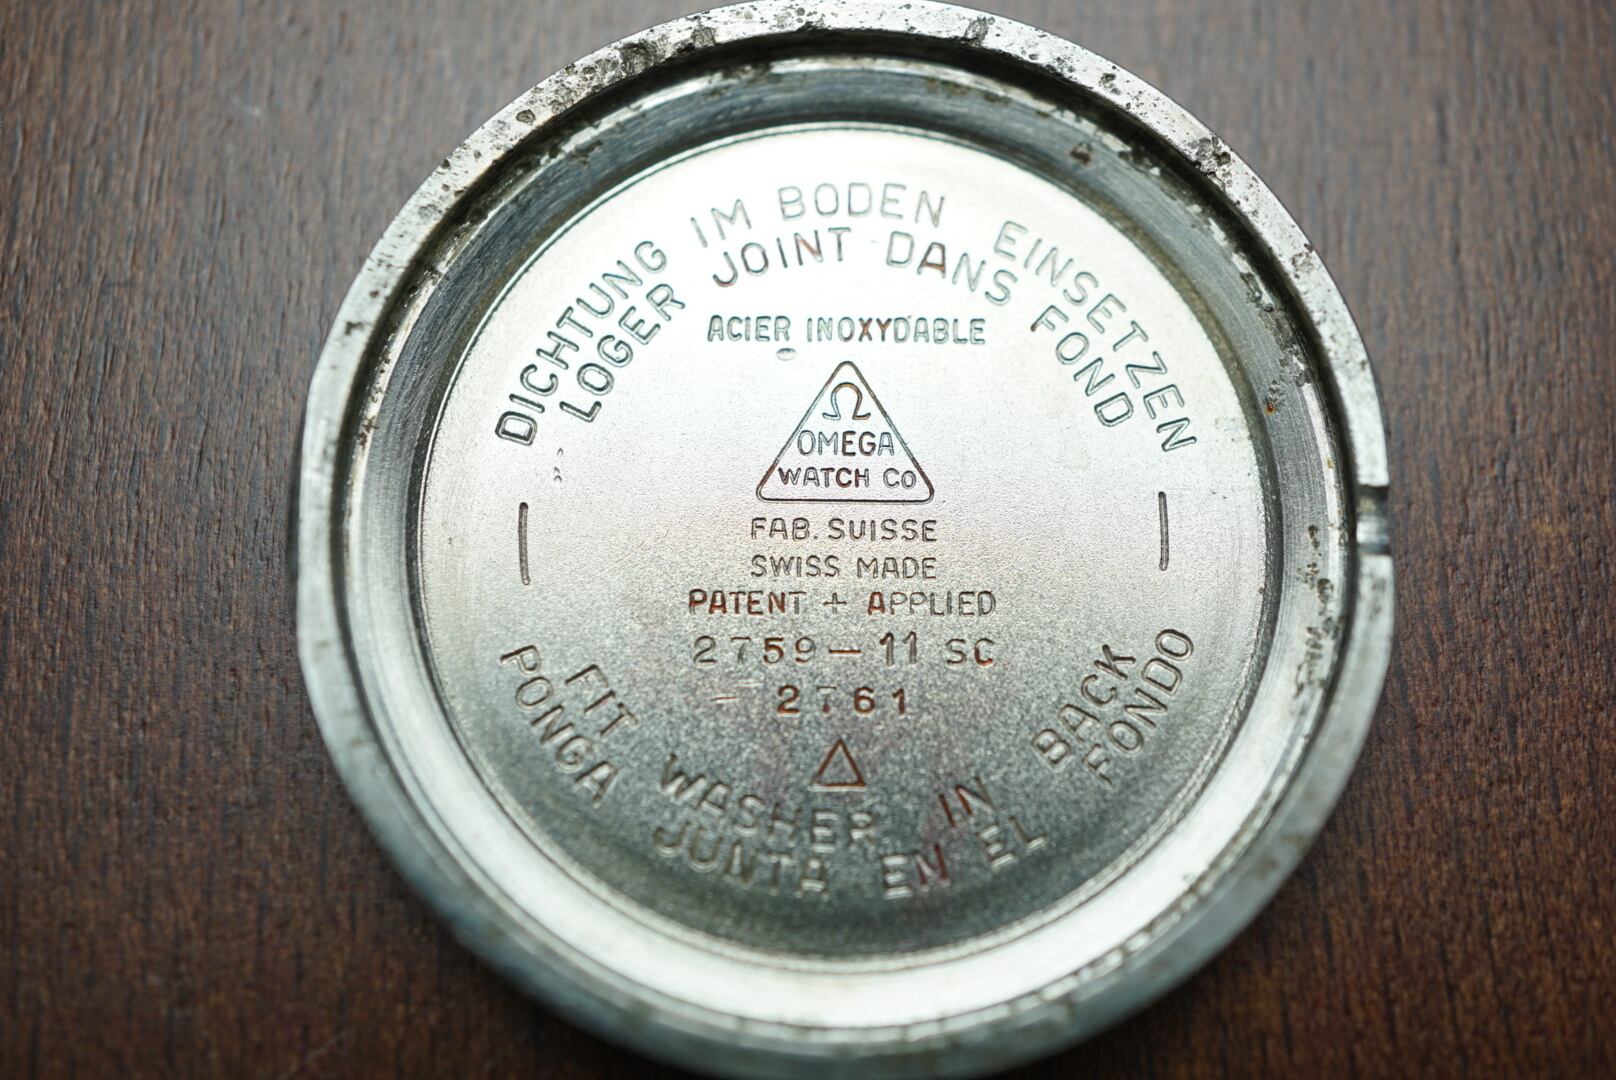 DICHTUNG IM BODEN EINSETZEN
LOGER JOINT DANS FOND
ACIER INOXYDABLE
Ω
OMEGA
WATCH CO
FAB. SUISSE
SWISS MADE
PATENT + APPLIED
2759-11 SC
2761
FIT WASHER IN BACK
PONGA JUNTA EN EL FONDO